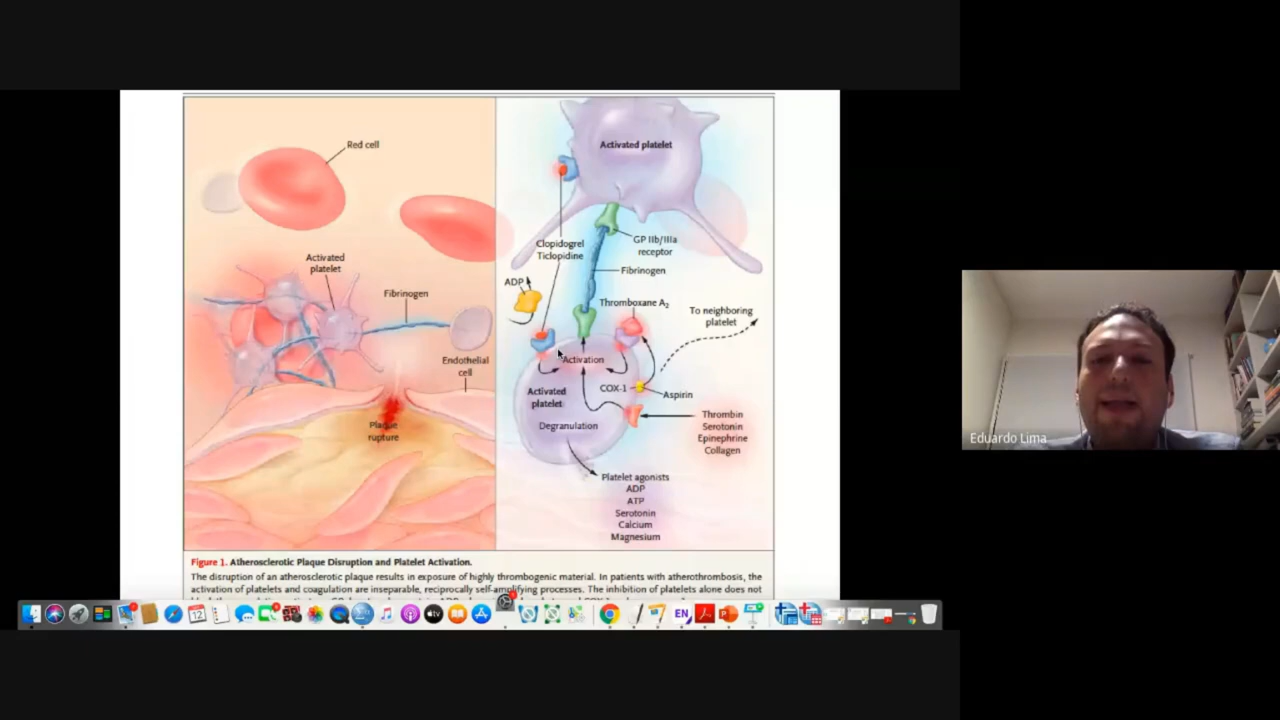 Red cell
Activated
platelet
Fibrinogen
Endothelial
cell
Plaque
rupture
Activated platelet
GP IIb/IIIa
receptor
Clopidogrel
Ticlopidine
Fibrinogen
ADP
Thromboxane A2
To neighboring
platelet
Activation
COX-1
Aspirin
Activated
platelet
Degranulation
Thrombin
Serotonin
Epinephrine
Collagen
Platelet agonists
ADP
ATP
Serotonin
Calcium
Magnesium
Figure 1. Atherosclerotic Plaque Disruption and Platelet Activation.
The disruption of an atherosclerotic plaque results in exposure of highly thrombogenic material. In patients with atherothrombosis, the
activation of platelets and coagulation are inseparable, reciprocally self-amplifying processes. The inhibition of platelets alone does not
12
EN
Eduardo Lima